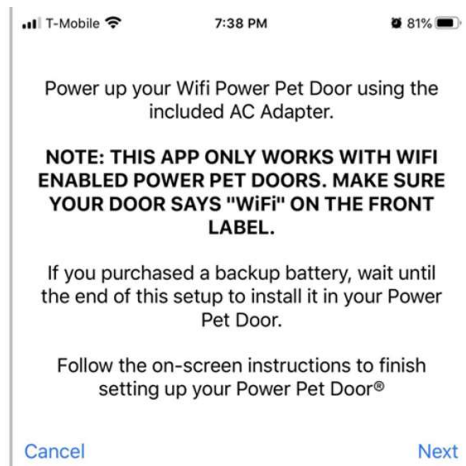 T-Mobile 7:38 PM 81%
Power up your Wifi Power Pet Door using the
included AC Adapter.
NOTE: THIS APP ONLY WORKS WITH WIFI
ENABLED POWER PET DOORS. MAKE SURE
YOUR DOOR SAYS "WiFi" ON THE FRONT
LABEL.
If you purchased a backup battery, wait until
the end of this setup to install it in your Power
Pet Door.
Follow the on-screen instructions to finish
setting up your Power Pet Door®
Cancel Next